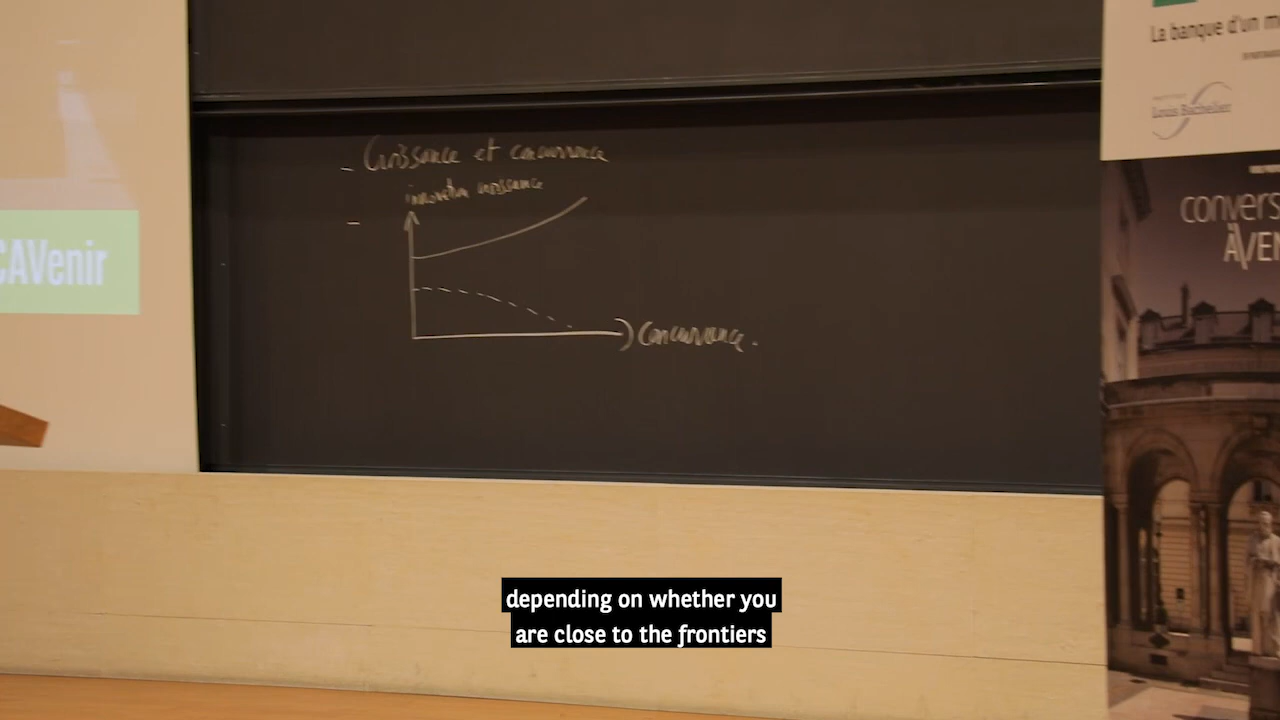 La banque d'un m
Louis Bachelier
Croissance et concurrence
innovation croissance
CAVenir
convers
ÀVEN
Concurrence.
depending on whether you
are close to the frontiers